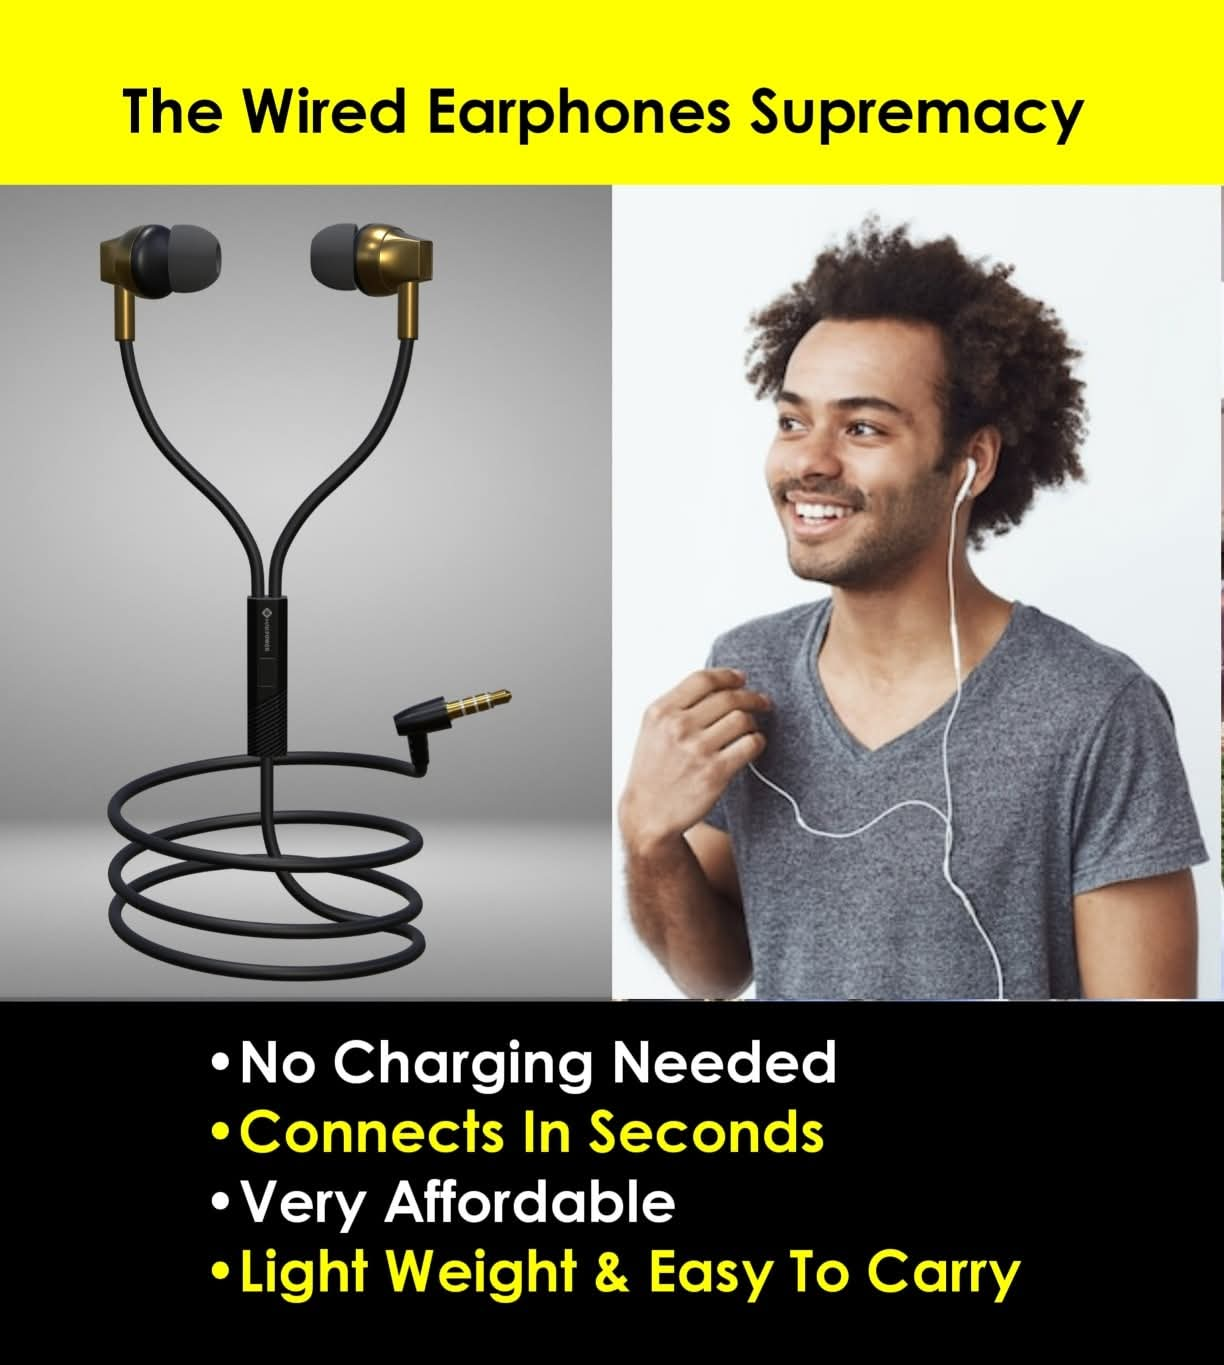 The Wired Earphones Supremacy
•No Charging Needed
•Connects In Seconds
•Very Affordable
•Light Weight & Easy To Carry